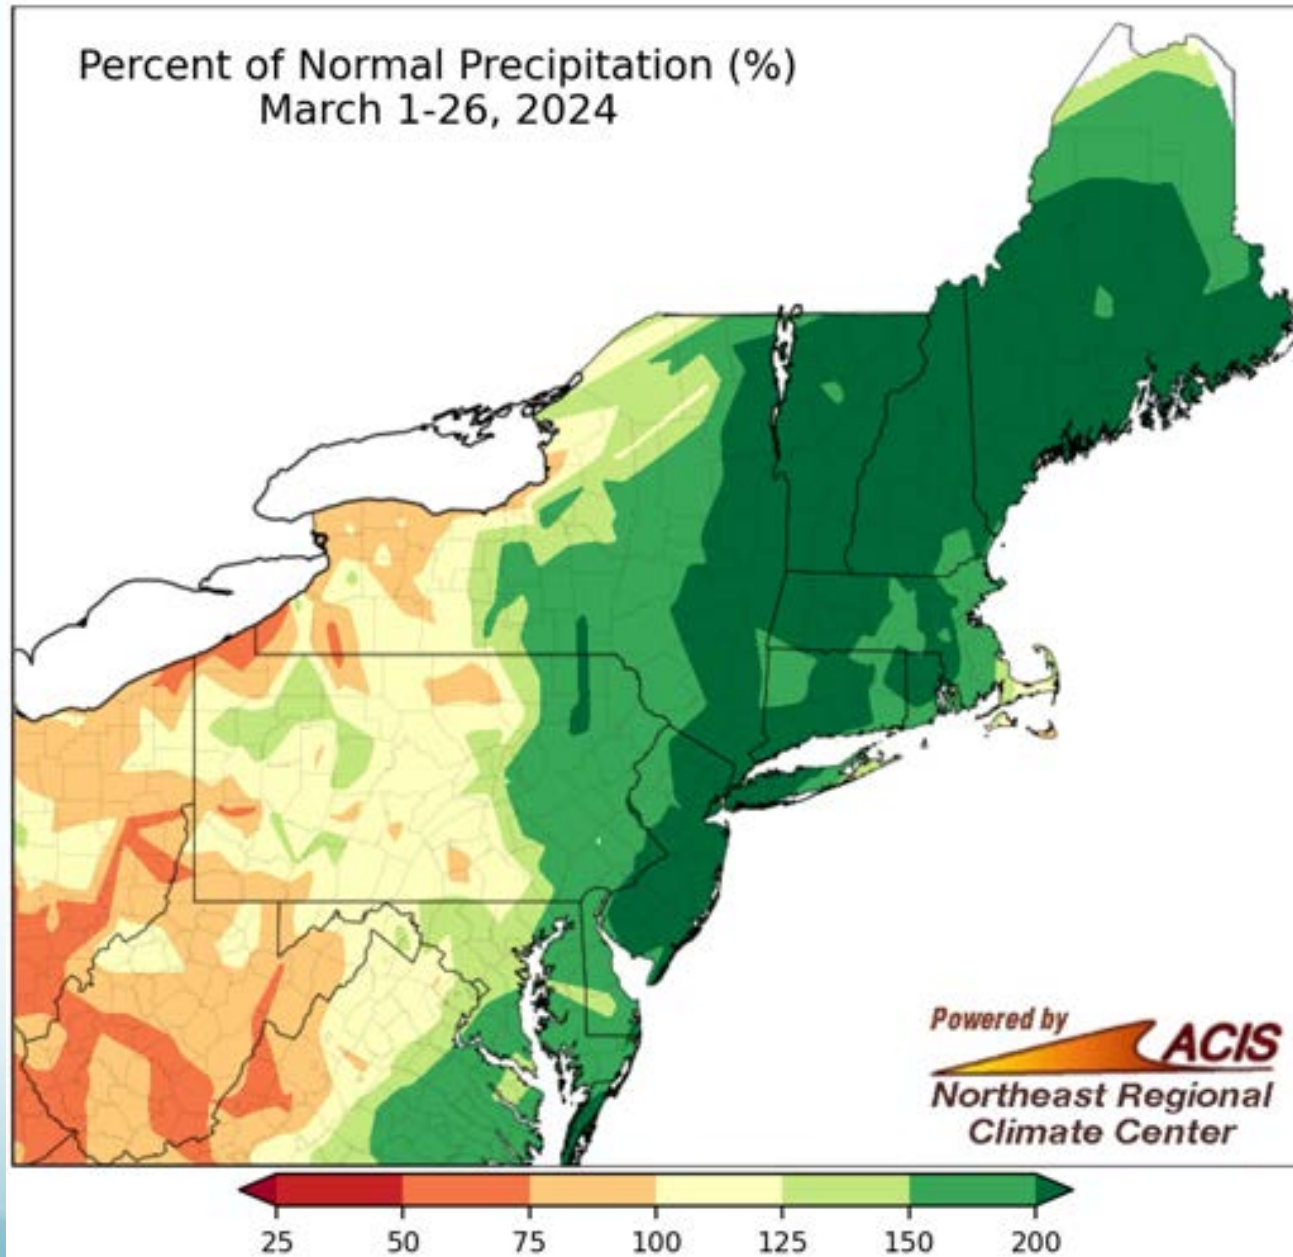 Percent of Normal Precipitation (%)
March 1-26, 2024
Powered by
ACIS
Northeast Regional
Climate Center
25 50 75 100 125 150 200